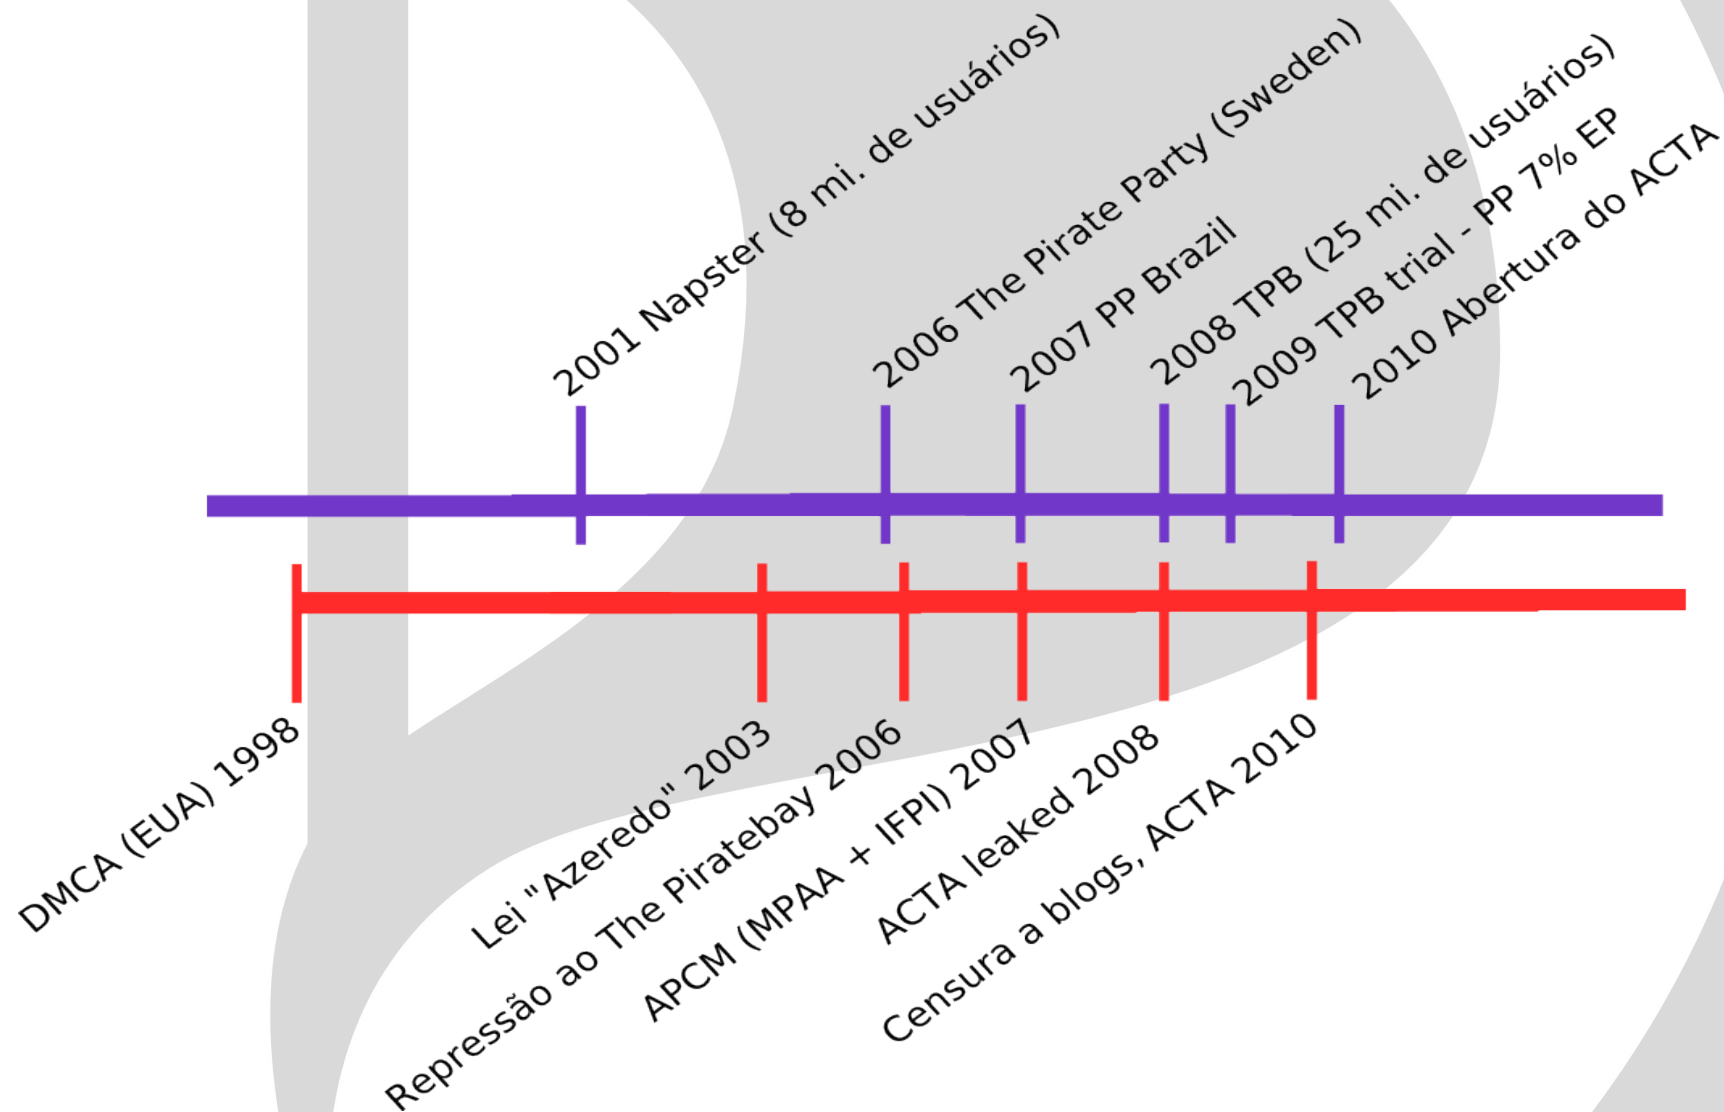 2001 Napster (8 mi. de usuários)
2006 The Pirate Party (Sweden)
2007 PP Brazil
2008 TPB (25 mi. de usuários)
2009 TPB trial - PP 7% EP
2010 Abertura do ACTA
DMCA (EUA) 1998
Lei "Azeredo" 2003
Repressão ao The Piratebay 2006
APCM (MPAA + IFPI) 2007
ACTA leaked 2008
Censura a blogs, ACTA 2010